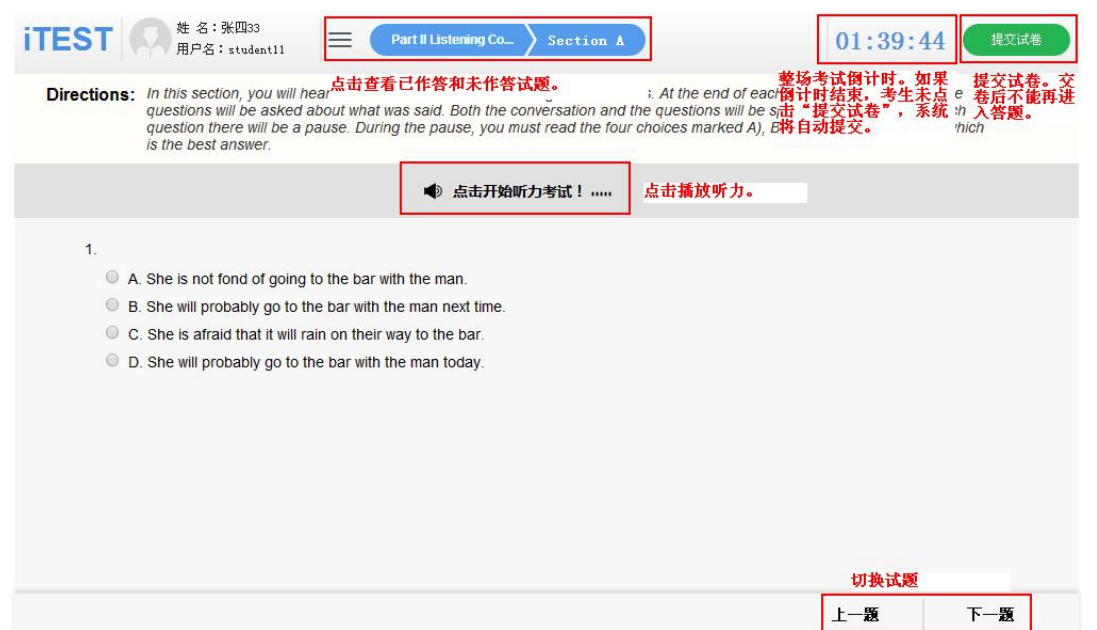 iTEST
姓 名：张四33
用户名：student11
Part II Listening Co... Section A
01:39:44
提交试卷
点击查看已作答和未作答试题。
整场考试倒计时。如果
倒计时结束，考生未点
击“提交试卷”，系统
将自动提交。
提交试卷。交
卷后不能再进
入答题。
Directions: In this section, you will hear ; At the end of each
questions will be asked about what was said. Both the conversation and the questions will be
question there will be a pause. During the pause, you must read the four choices marked A),
is the best answer.
点击开始听力考试！ .....
点击播放听力。
1.
A. She is not fond of going to the bar with the man.
B. She will probably go to the bar with the man next time.
C. She is afraid that it will rain on their way to the bar.
D. She will probably go to the bar with the man today.
切换试题
上一题 下一题